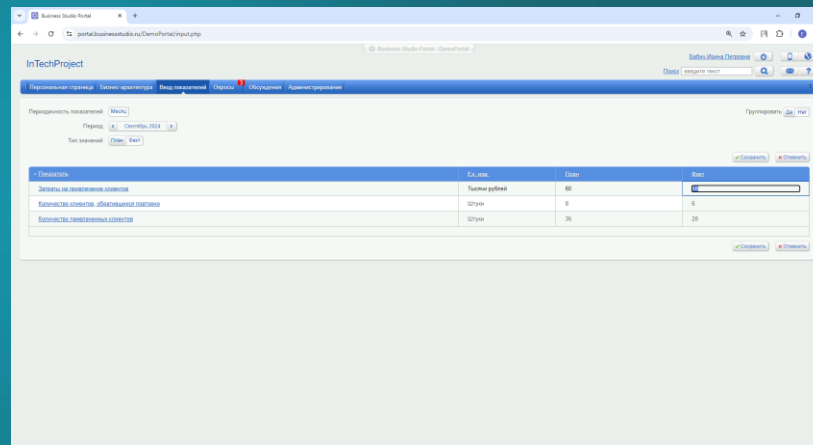 Business Studio Portal
portal.businessstudio.ru/DemoPortal/input.php
Business Studio Portal - DemoPortal
InTechProject
Бабич Ирина Петровна
Поиск введите текст
Персональная страница Бизнес-архитектура Ввод показателей Опросы 3 Обсуждения Администрирование
Периодичность показателей Месяц
Группировать Да Нет
Период Сентябрь 2024
Тип значений План Факт
Сохранить Отменить
Показатель Ед. изм. План Факт
Затраты на привлечение клиентов Тысячи рублей 60
Количество клиентов, обратившихся повторно Штуки 8 6
Количество привлеченных клиентов Штуки 35 28
Сохранить Отменить